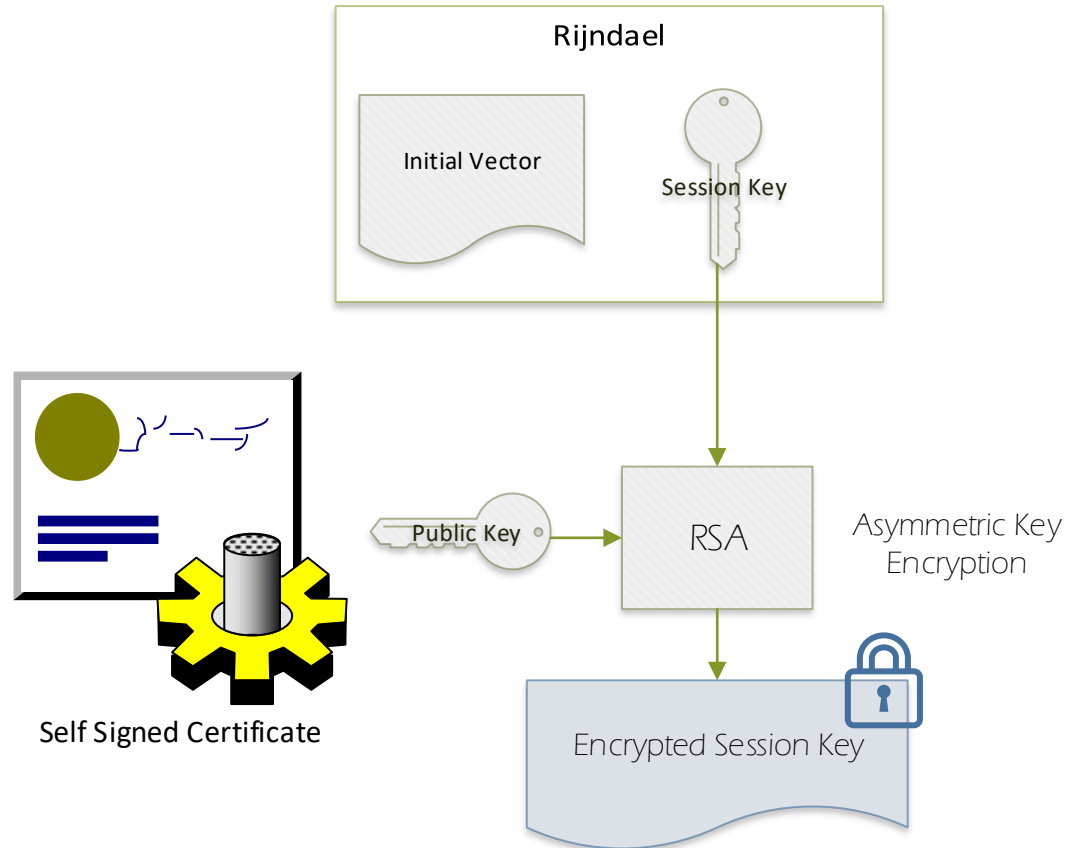 Rijndael
Initial Vector
Session Key
Public Key
RSA
Asymmetric Key
Encryption
Self Signed Certificate
Encrypted Session Key